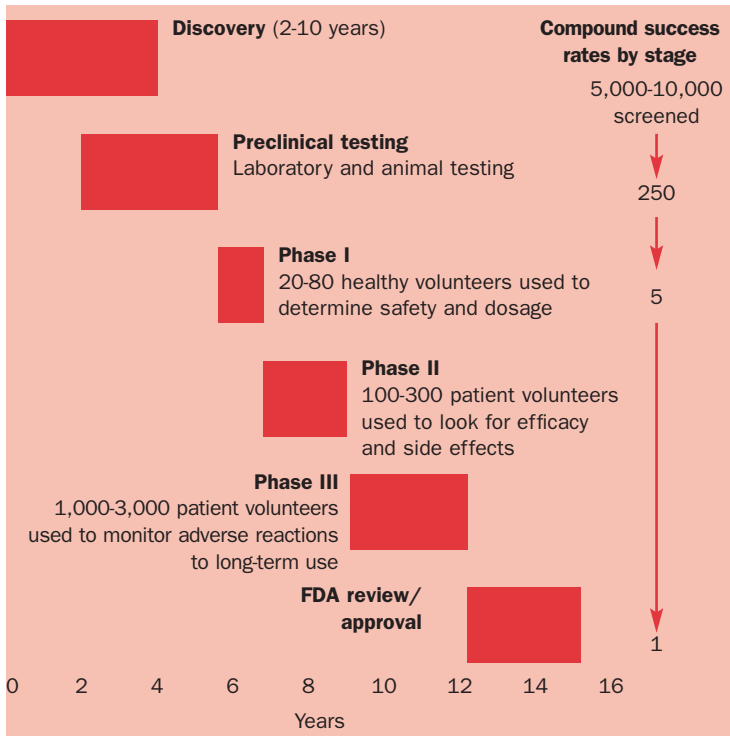 Discovery (2-10 years)
Compound success
rates by stage
5,000-10,000
screened
Preclinical testing
Laboratory and animal testing
250
Phase I
20-80 healthy volunteers used to
determine safety and dosage
5
Phase II
100-300 patient volunteers
used to look for efficacy
and side effects
Phase III
1,000-3,000 patient volunteers
used to monitor adverse reactions
to long-term use
FDA review/
approval
1
0 2 4 6 8 10 12 14 16
Years